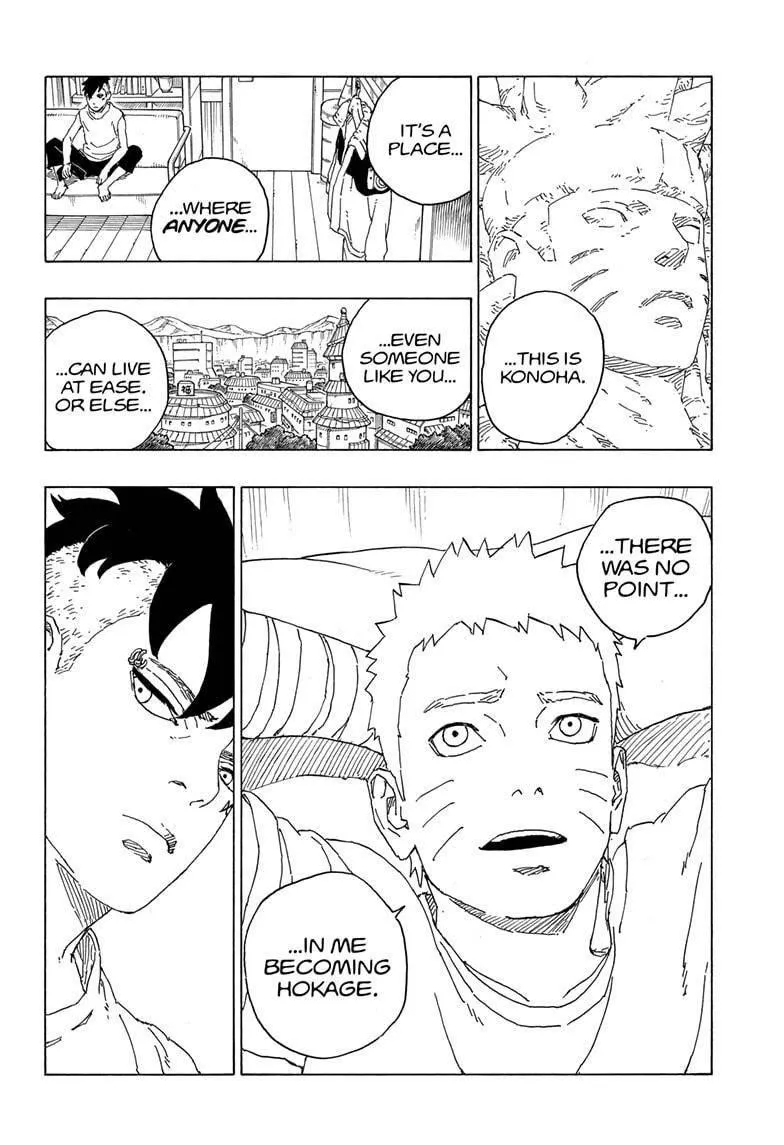 ...THIS IS
KONOHA.
IT'S A
PLACE...
...WHERE
ANYONE...
...EVEN
SOMEONE
LIKE YOU...
...CAN LIVE
AT EASE.
OR ELSE...
...THERE
WAS NO
POINT...
...IN ME
BECOMING
HOKAGE.